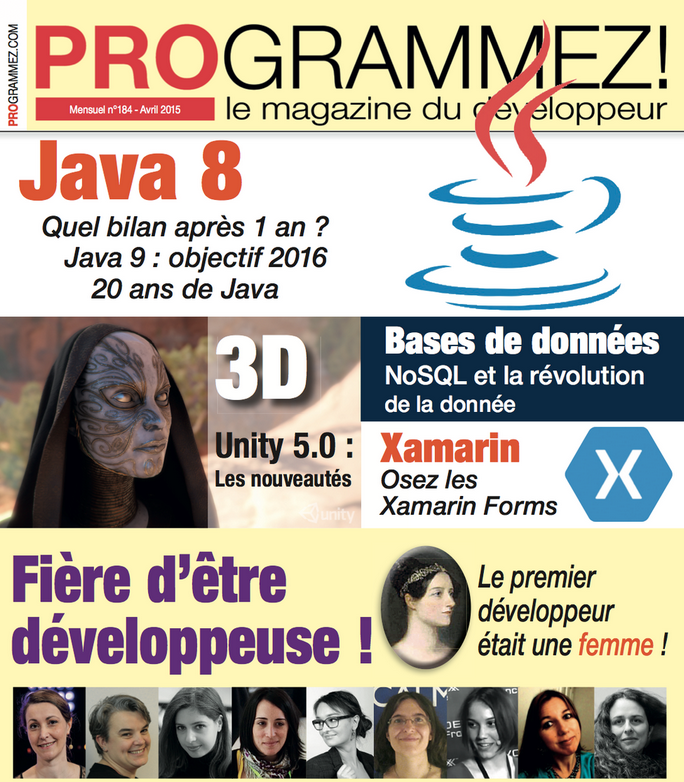 PROGRAMMEZ.COM
PROGRAMMEZ!
Mensuel n°184 - Avril 2015
le magazine du développeur
Java 8
Quel bilan après 1 an ?
Java 9 : objectif 2016
20 ans de Java
3D
Unity 5.0 :
Les nouveautés
unity
Bases de données
NoSQL et la révolution
de la donnée
Xamarin
Osez les
Xamarin Forms
X
Fière d'être
développeuse !
Le premier
développeur
était une femme !